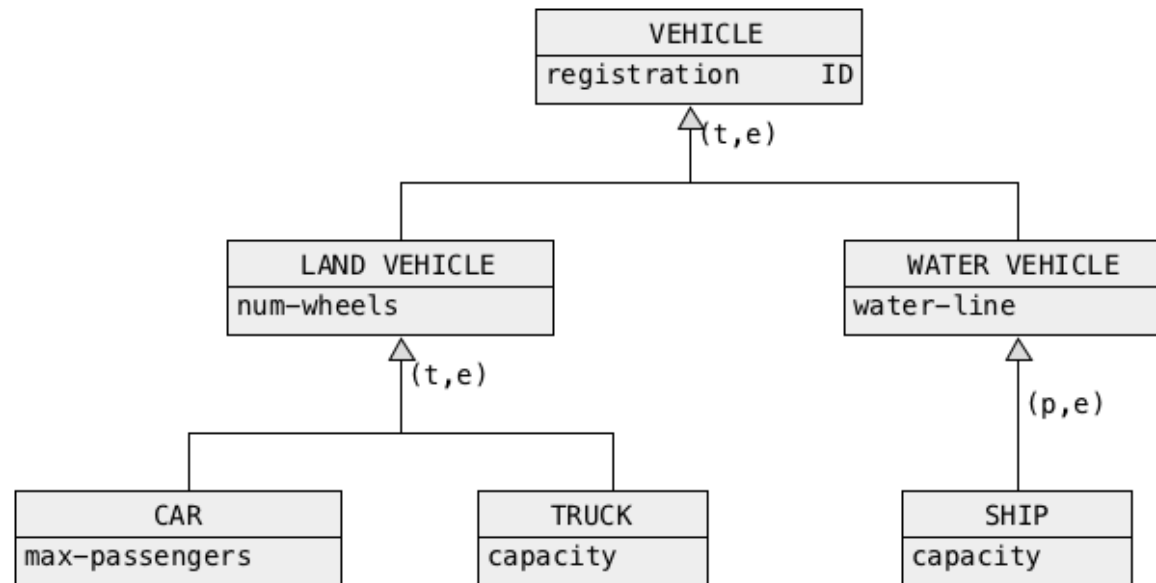 VEHICLE
registration ID
(t,e)
LAND VEHICLE
num-wheels
WATER VEHICLE
water-line
(t,e)
(p,e)
CAR
max-passengers
TRUCK
capacity
SHIP
capacity